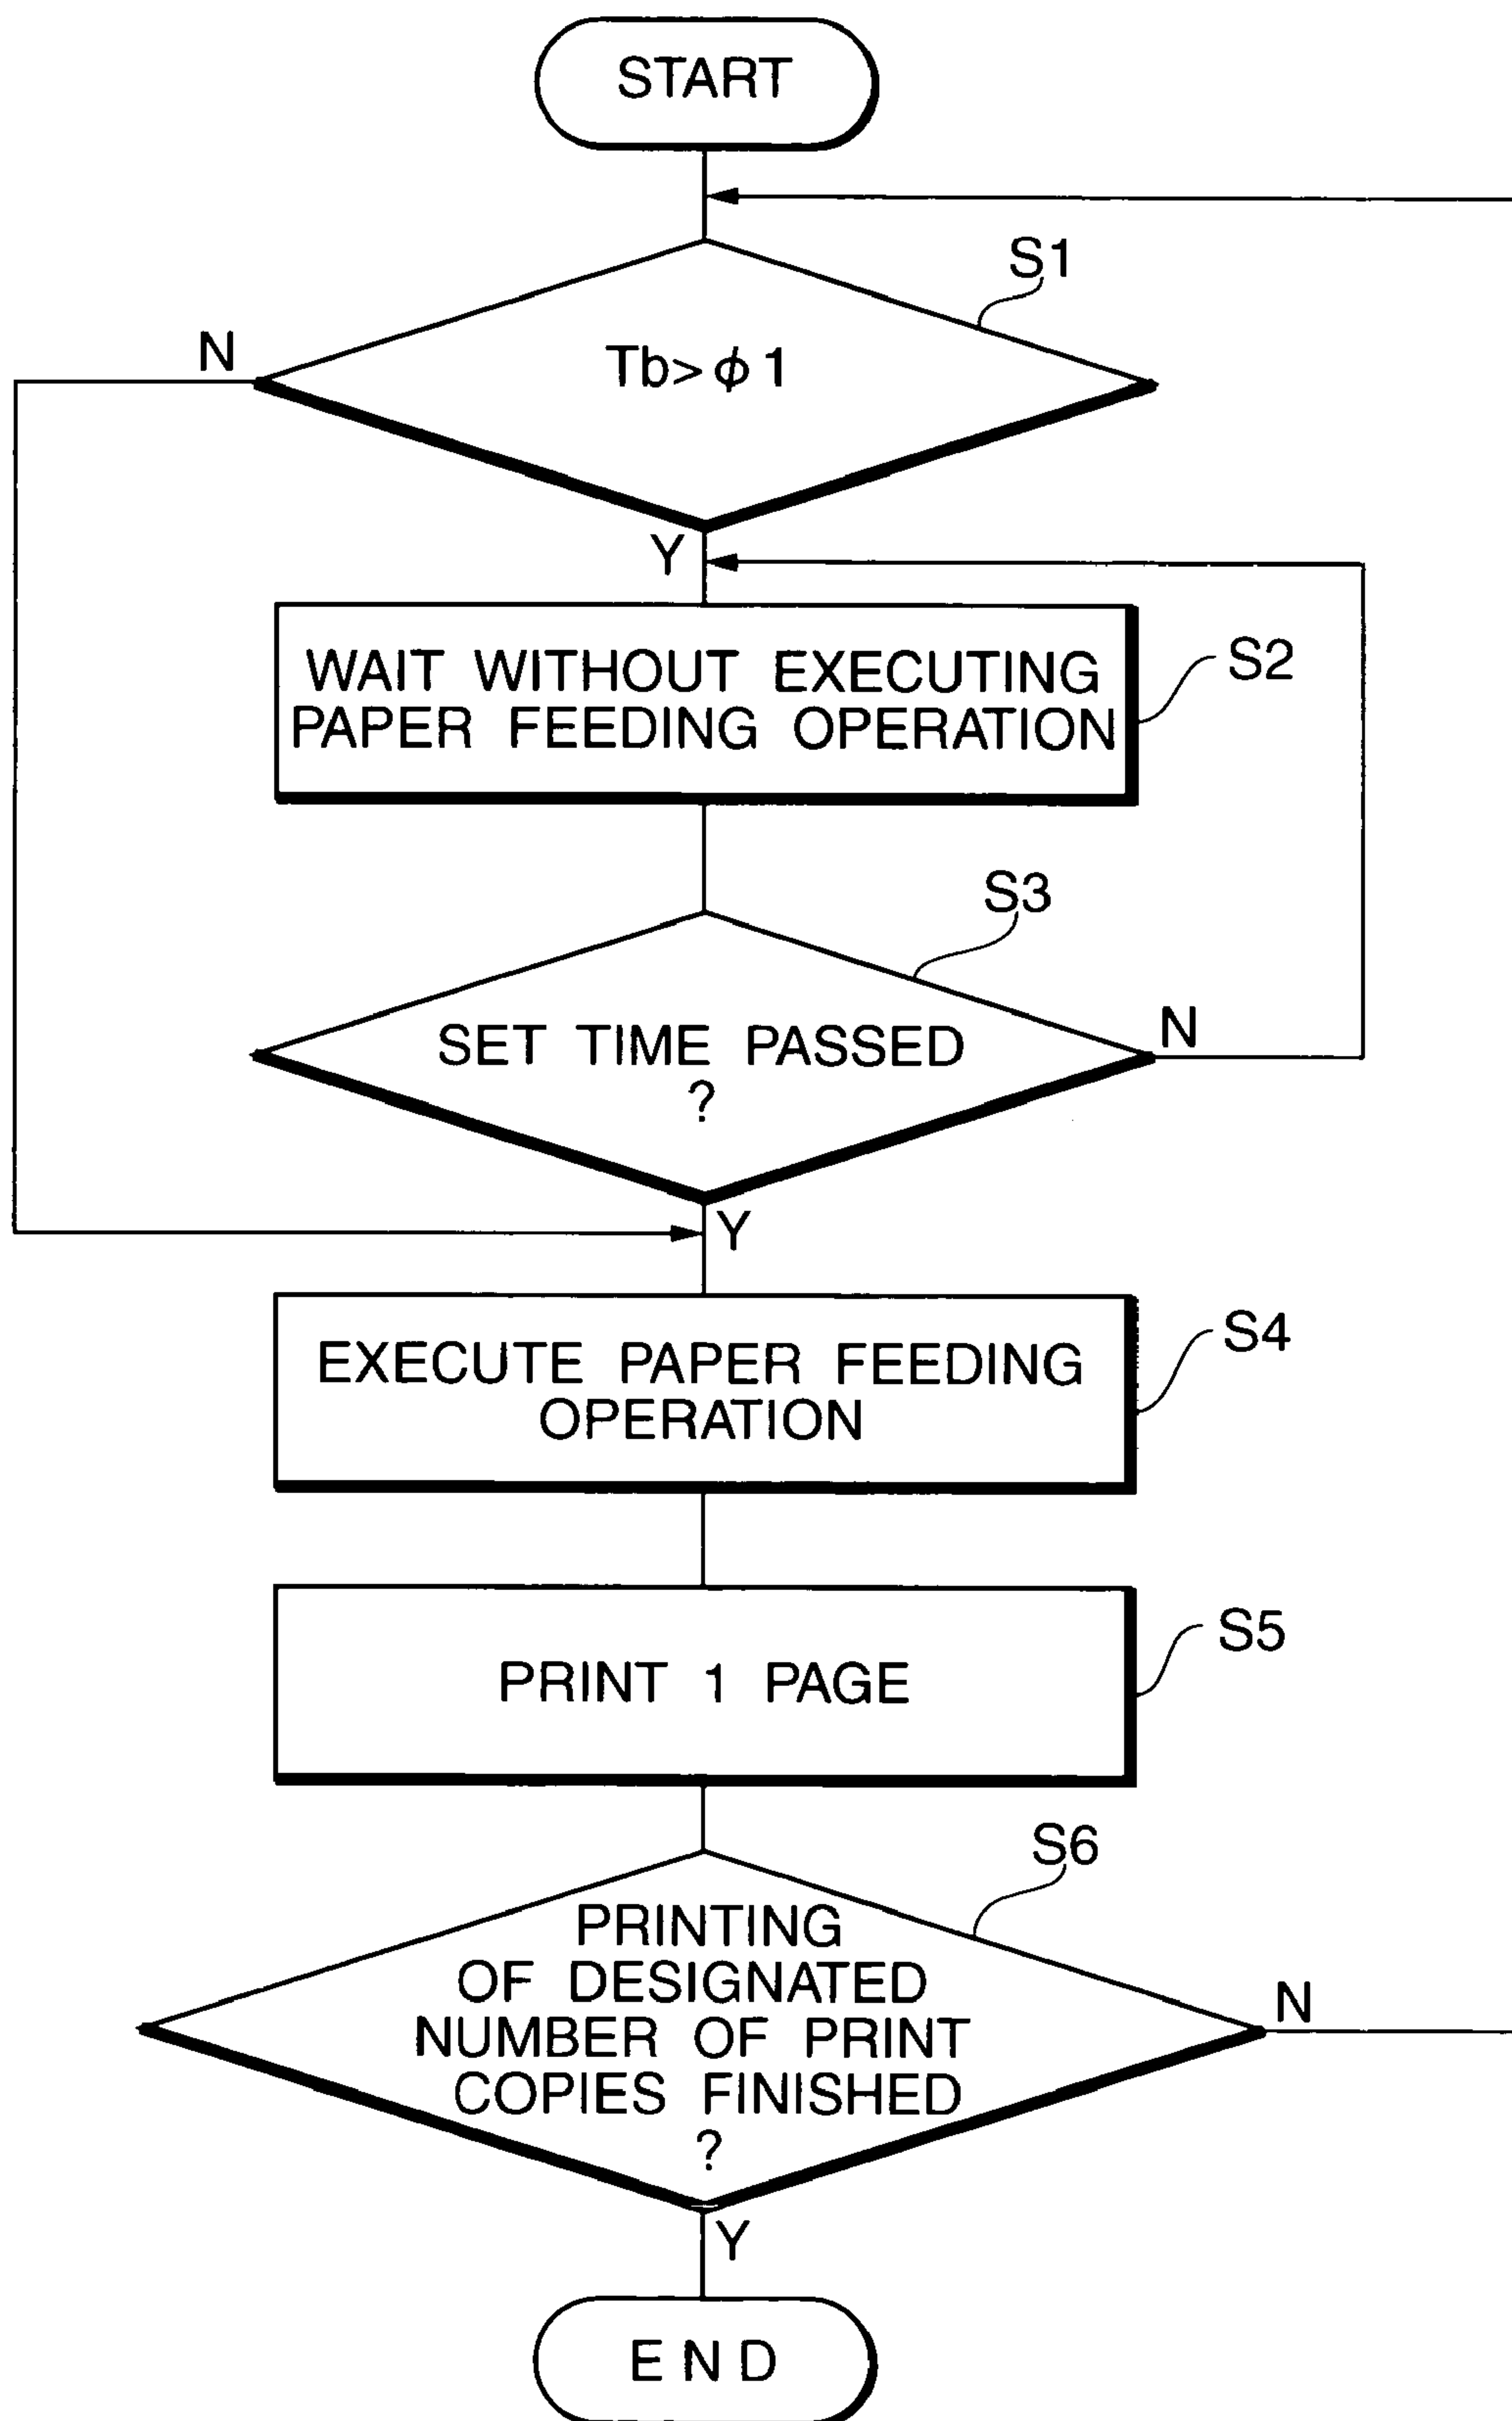 START
S1
N
Tb>φ1
Y
WAIT WITHOUT EXECUTING
PAPER FEEDING OPERATION
S2
S3
SET TIME PASSED
?
N
Y
EXECUTE PAPER FEEDING
OPERATION
S4
PRINT 1 PAGE
S5
S6
PRINTING
OF DESIGNATED
NUMBER OF PRINT
COPIES FINISHED
?
N
Y
END